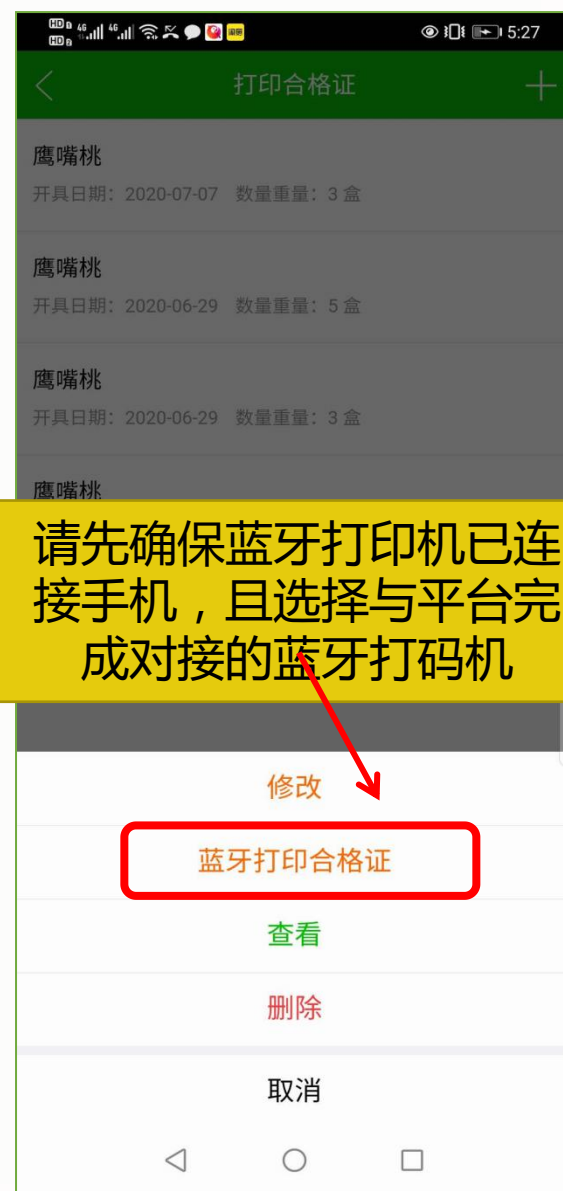 HD 46 46 5:27
HD
打印合格证
鹰嘴桃
开具日期：2020-07-07 数量重量：3 盒
鹰嘴桃
开具日期：2020-06-29 数量重量：5 盒
鹰嘴桃
开具日期：2020-06-29 数量重量：3 盒
鹰嘴桃
请先确保蓝牙打印机已连
接手机，且选择与平台完
成对接的蓝牙打码机
修改
蓝牙打印合格证
查看
删除
取消